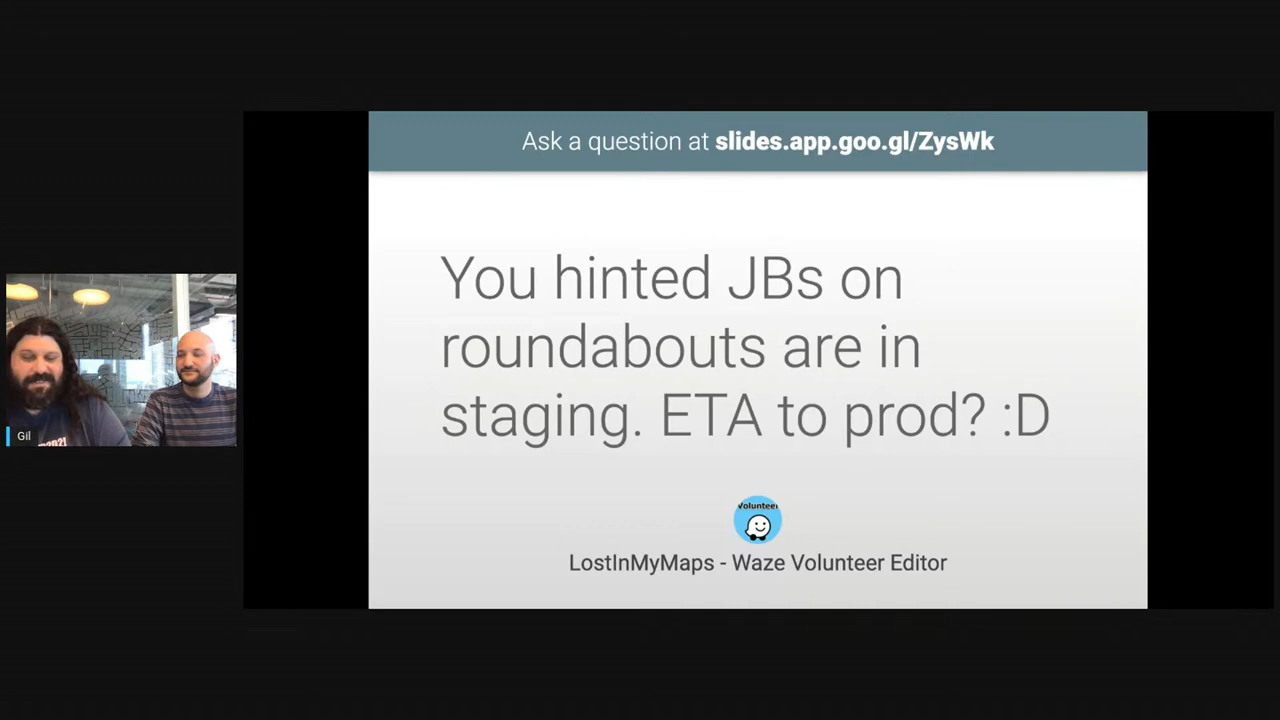 Ask a question at slides.app.goo.gl/ZysWk
You hinted JBs on
roundabouts are in
staging. ETA to prod? :D
Volunteer
LostInMyMaps - Waze Volunteer Editor
Gil